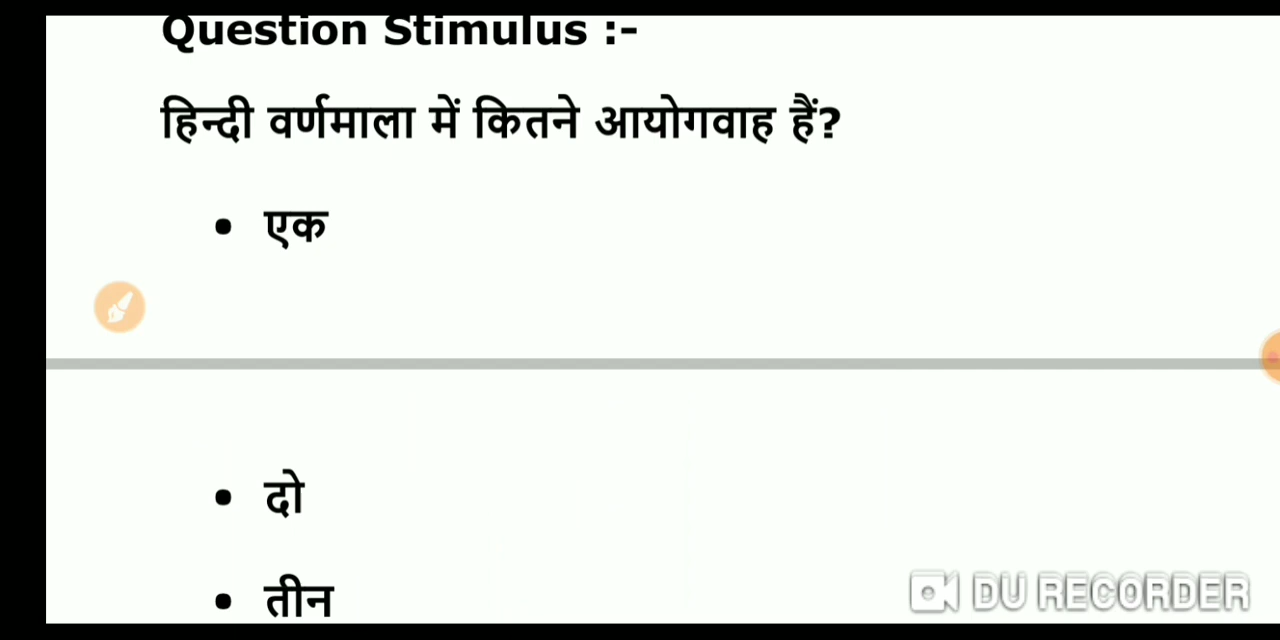 Question Stimulus :-
हिन्दी वर्णमाला में कितने आयोगवाह हैं?
• एक
• दो
• तीन
DU RECORDER